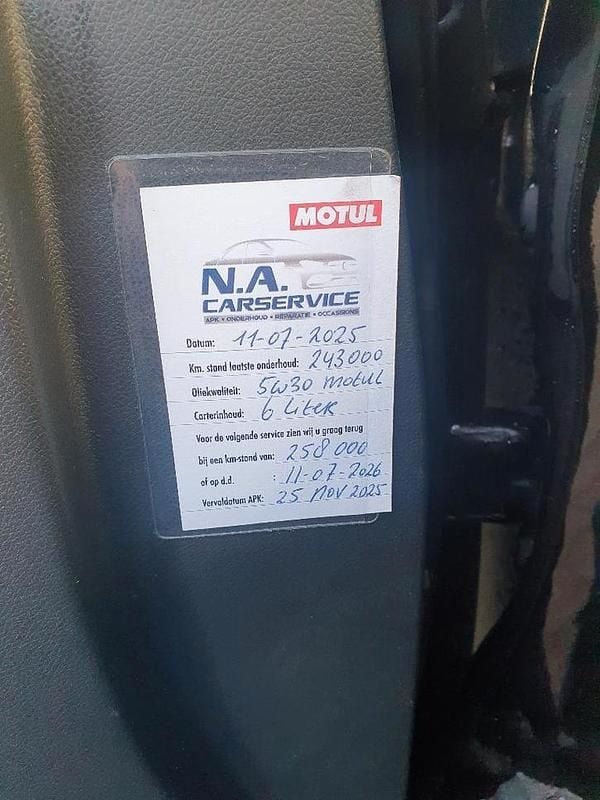 MOTUL
N.A.
CARSERVICE
APK • ONDERHOUD • REPARATIE • OCCASSIONS
Datum: 11-07-2025
Km. stand laatste onderhoud: 243000
Oliekwaliteit: 5W30 Motul
Carterinhoud: 6 Liter
Voor de volgende service zien wij u graag terug
bij een km-stand van: 258 000
of op d.d. : 11-07-2026
Vervaldatum APK: 25 Nov 2025